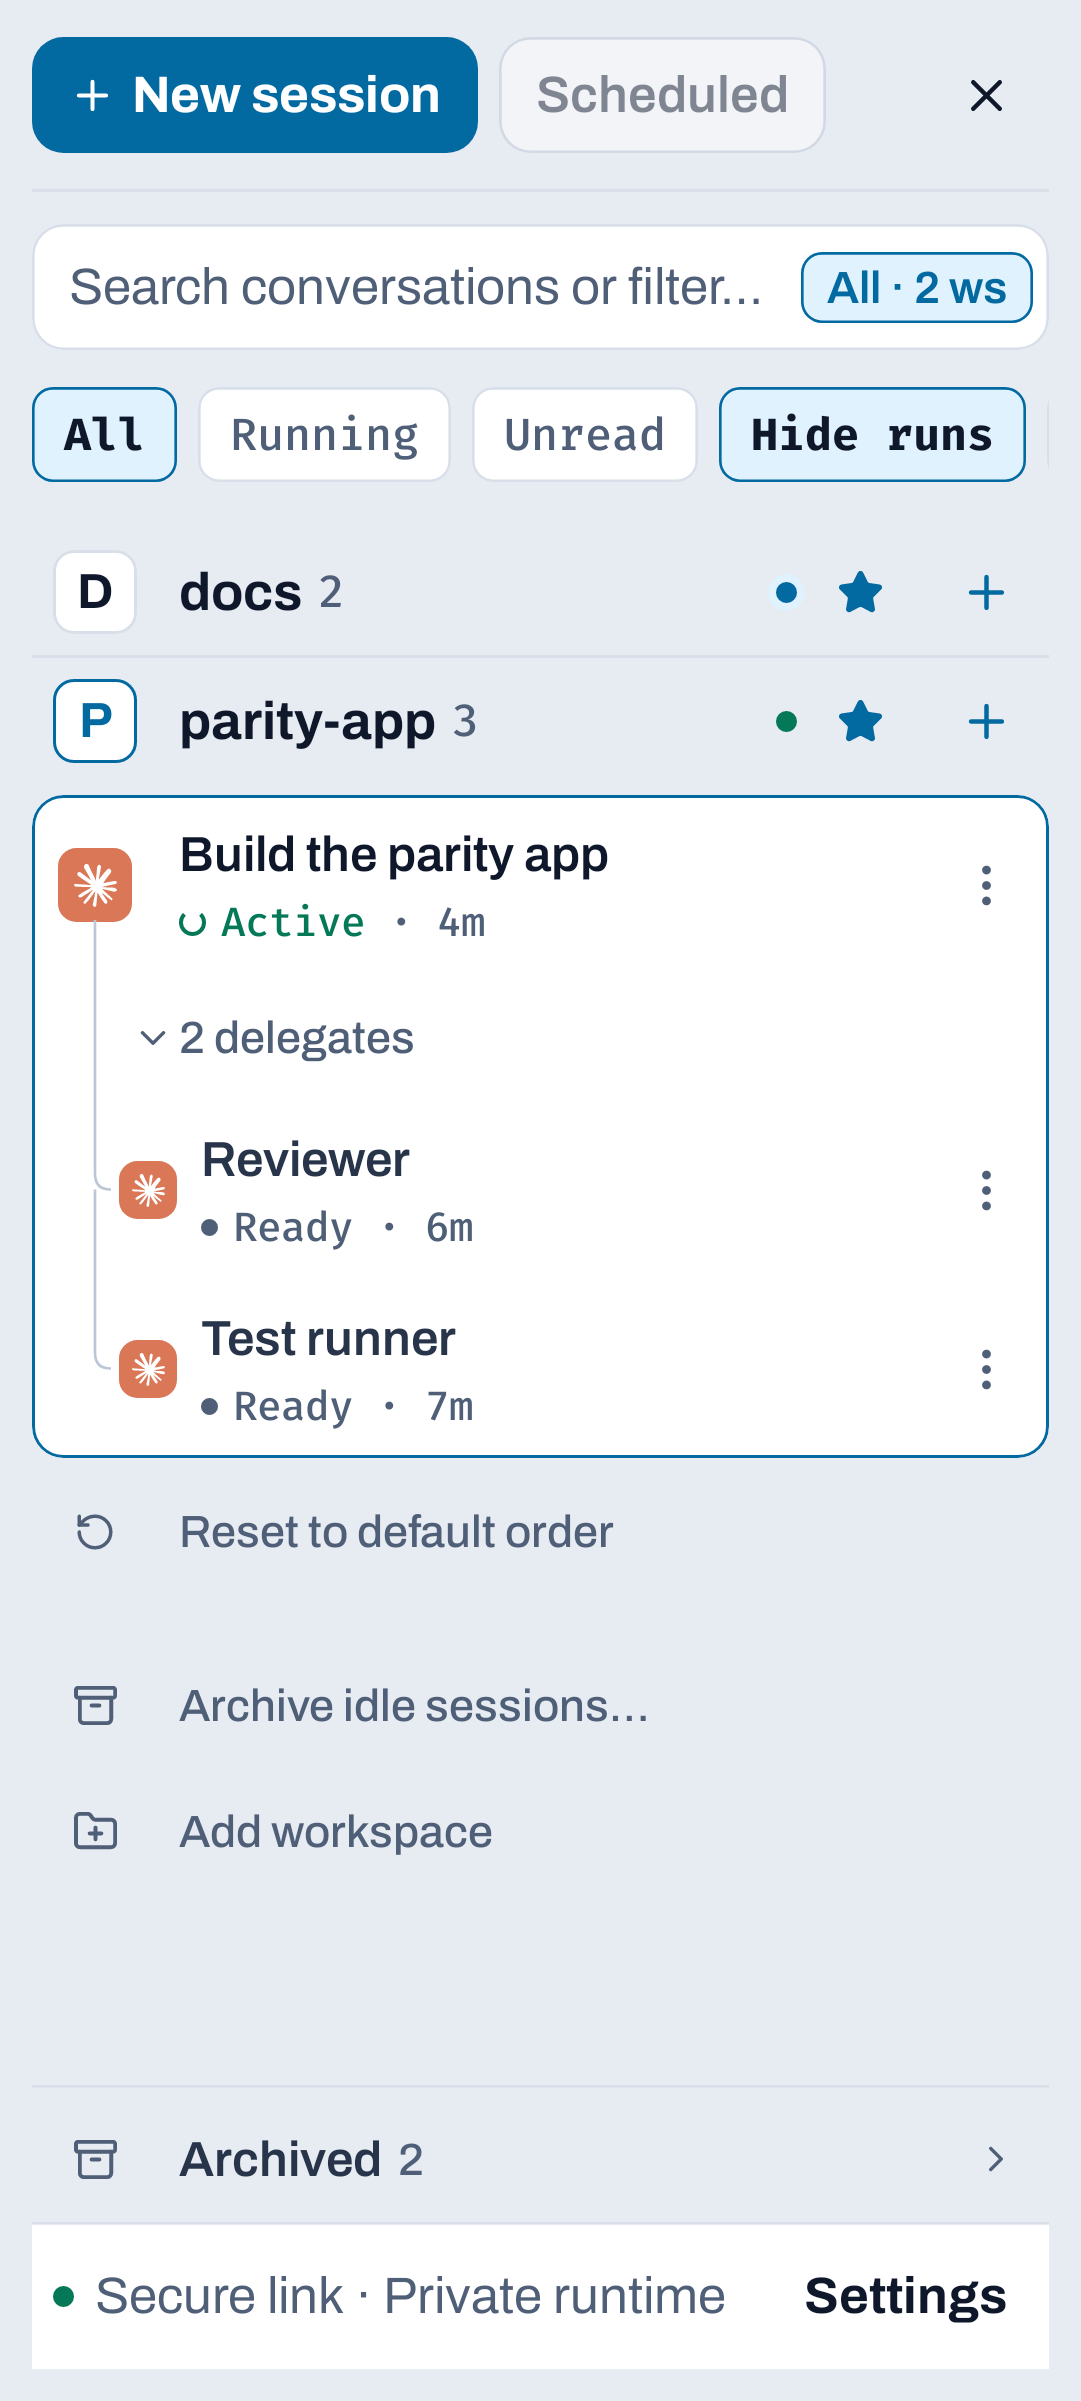 New session
Scheduled
Search conversations or filter...
All · 2 ws
All
Running
Unread
Hide runs
D
docs 2
P
parity-app 3
Build the parity app
Active · 4m
2 delegates
Reviewer
Ready · 6m
Test runner
Ready · 7m
Reset to default order
Archive idle sessions...
Add workspace
Archived 2
Secure link · Private runtime
Settings